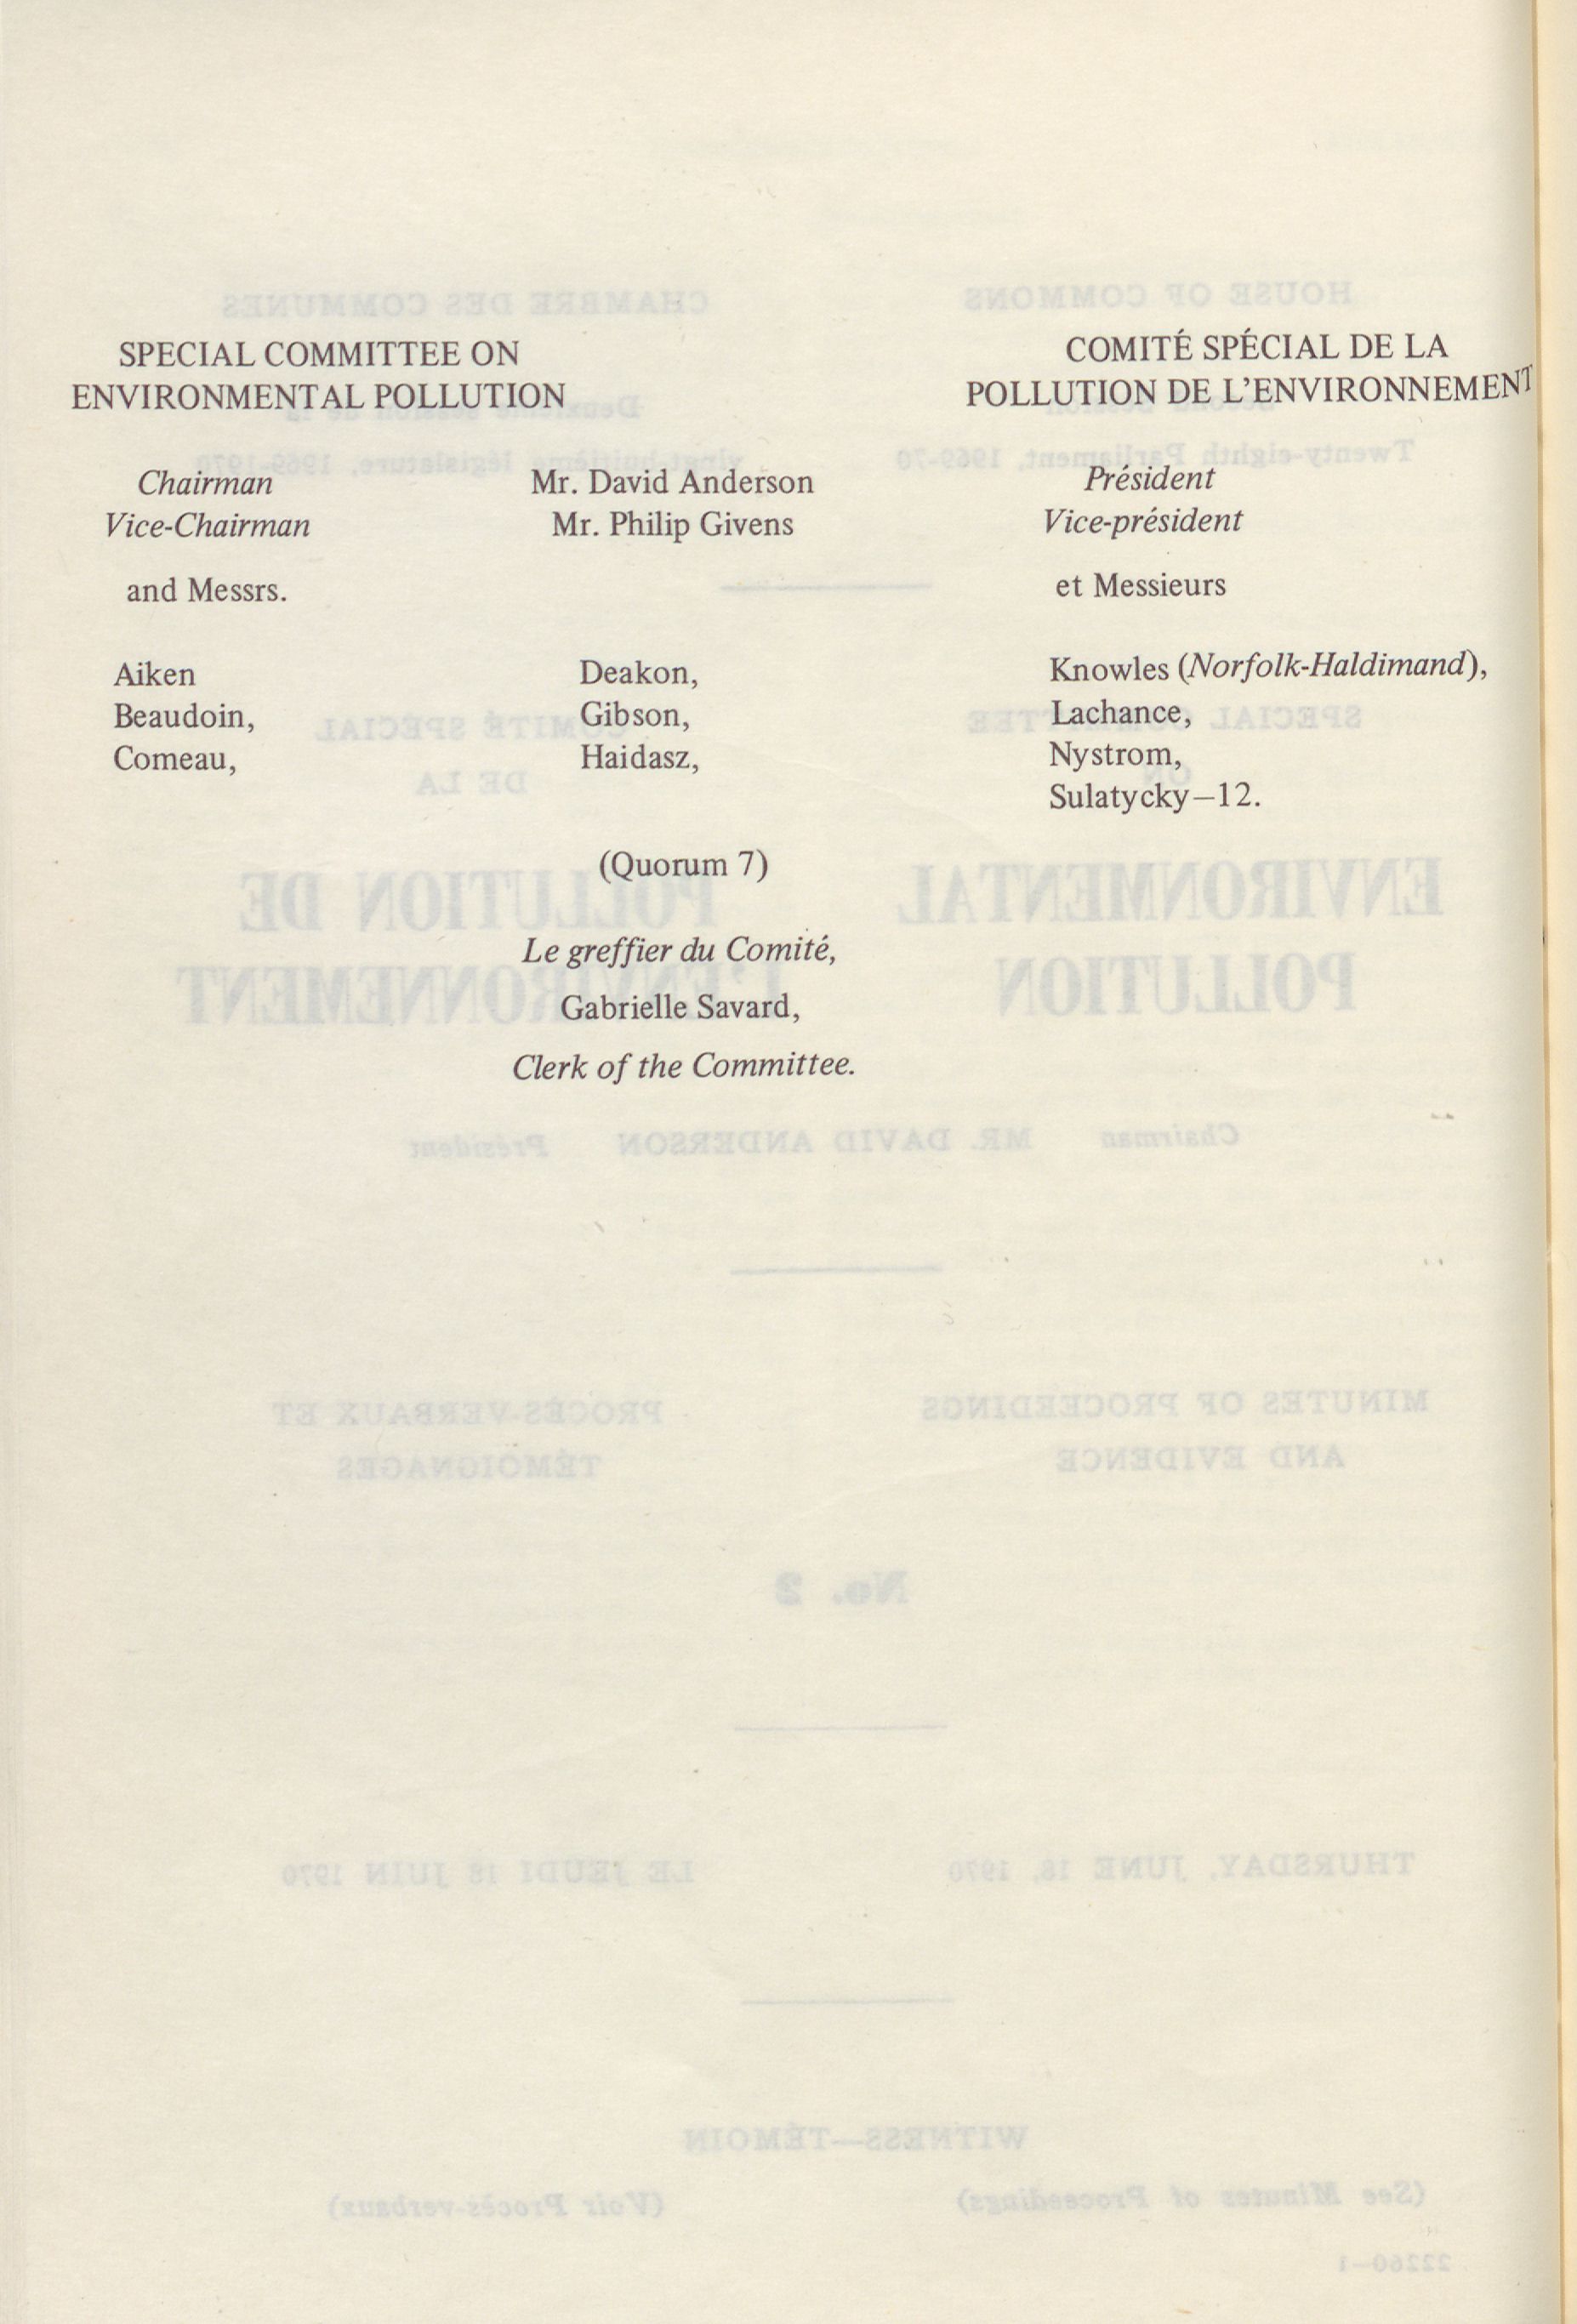 SPECIAL COMMITTEE ON
ENVIRONMENTAL POLLUTION
COMITÉ SPÉCIAL DE LA
POLLUTION DE L'ENVIRONNEMENT
Chairman Mr. David Anderson Président
Vice-Chairman Mr. Philip Givens Vice-président
and Messrs. et Messieurs
Aiken Deakon, Knowles (Norfolk-Haldimand),
Beaudoin, Gibson, Lachance,
Comeau, Haidasz, Nystrom,
Sulatycky—12.
(Quorum 7)
Le greffier du Comité,
Gabrielle Savard,
Clerk of the Committee.